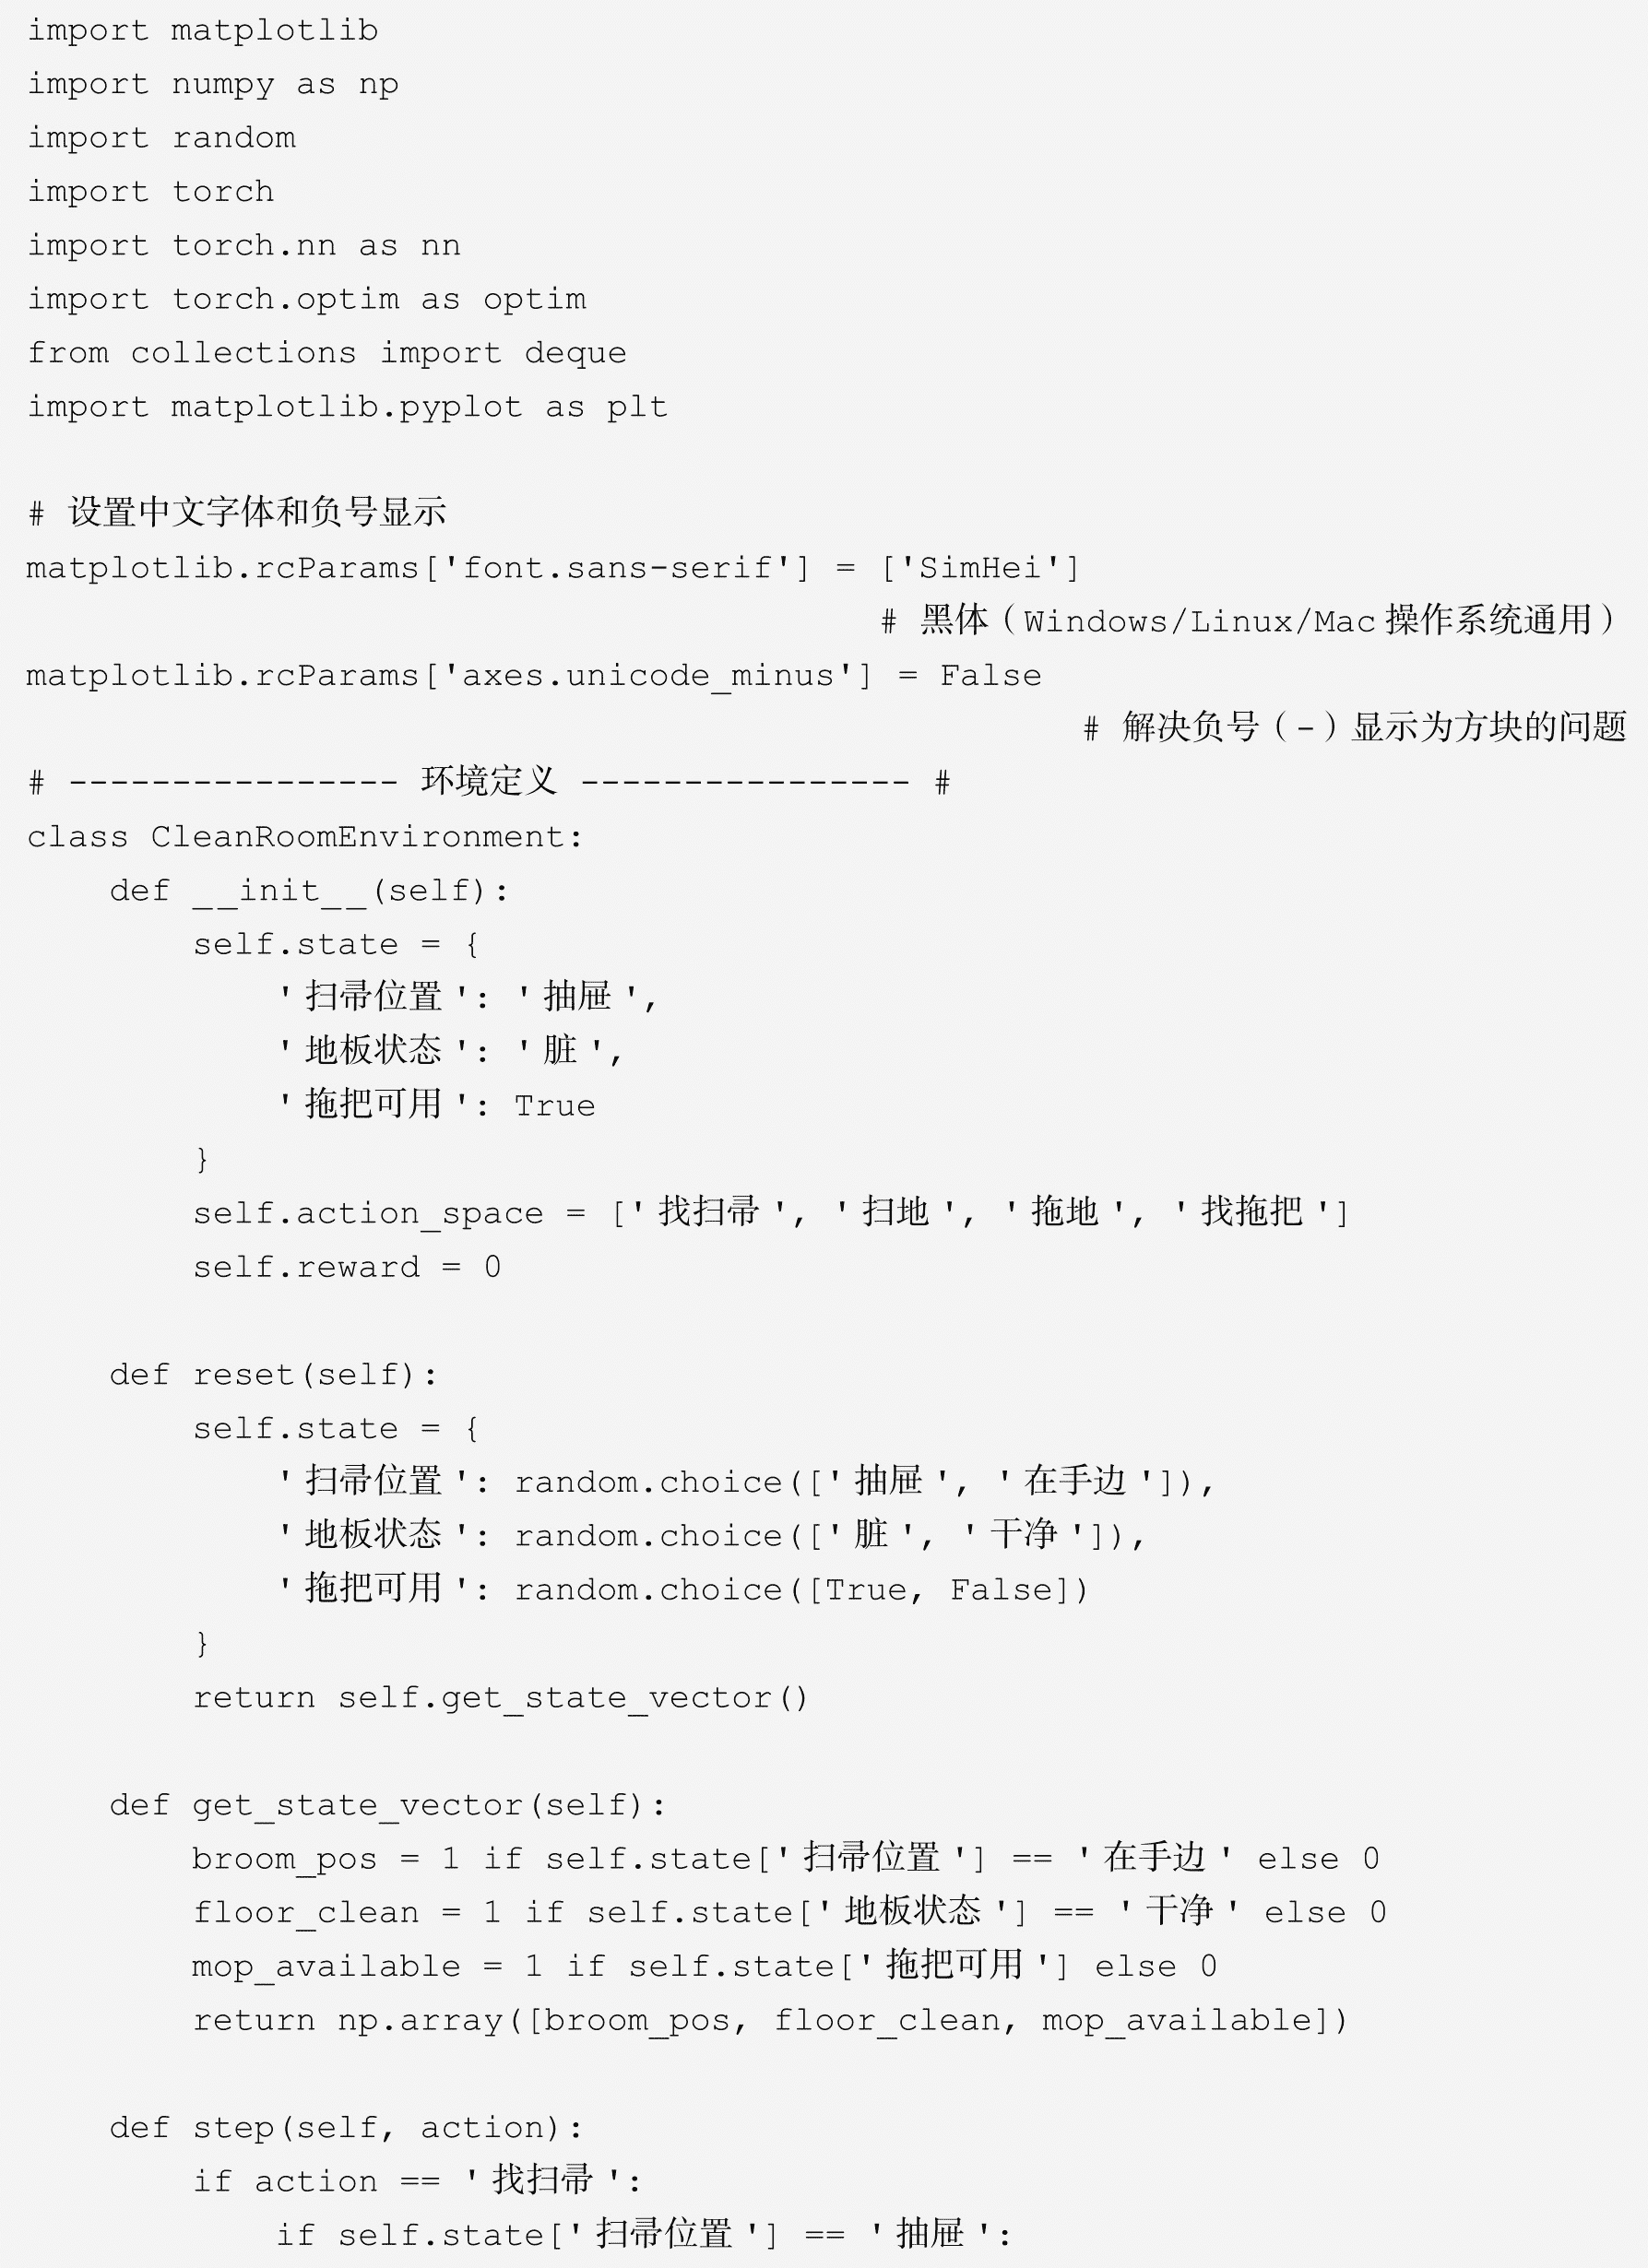 import matplotlib
import numpy as np
import random
import torch
import torch.nn as nn
import torch.optim as optim
from collections import deque
import matplotlib.pyplot as plt
# 设置中文字体和负号显示
matplotlib.rcParams['font.sans-serif'] = ['SimHei']
# 黑体（Windows/Linux/Mac 操作系统通用）
matplotlib.rcParams['axes.unicode_minus'] = False
# 解决负号（-）显示为方块的问题
# ---------------- 环境定义 ---------------- #
class CleanRoomEnvironment:
    def __init__(self):
        self.state = {
            '扫帚位置': '抽屉',
            '地板状态': '脏',
            '拖把可用': True
        }
        self.action_space = ['找扫帚', '扫地', '拖地', '找拖把']
        self.reward = 0
    def reset(self):
        self.state = {
            '扫帚位置': random.choice(['抽屉', '在手边']),
            '地板状态': random.choice(['脏', '干净']),
            '拖把可用': random.choice([True, False])
        }
        return self.get_state_vector()
    def get_state_vector(self):
        broom_pos = 1 if self.state['扫帚位置'] == '在手边' else 0
        floor_clean = 1 if self.state['地板状态'] == '干净' else 0
        mop_available = 1 if self.state['拖把可用'] else 0
        return np.array([broom_pos, floor_clean, mop_available])
    def step(self, action):
        if action == '找扫帚':
            if self.state['扫帚位置'] == '抽屉':